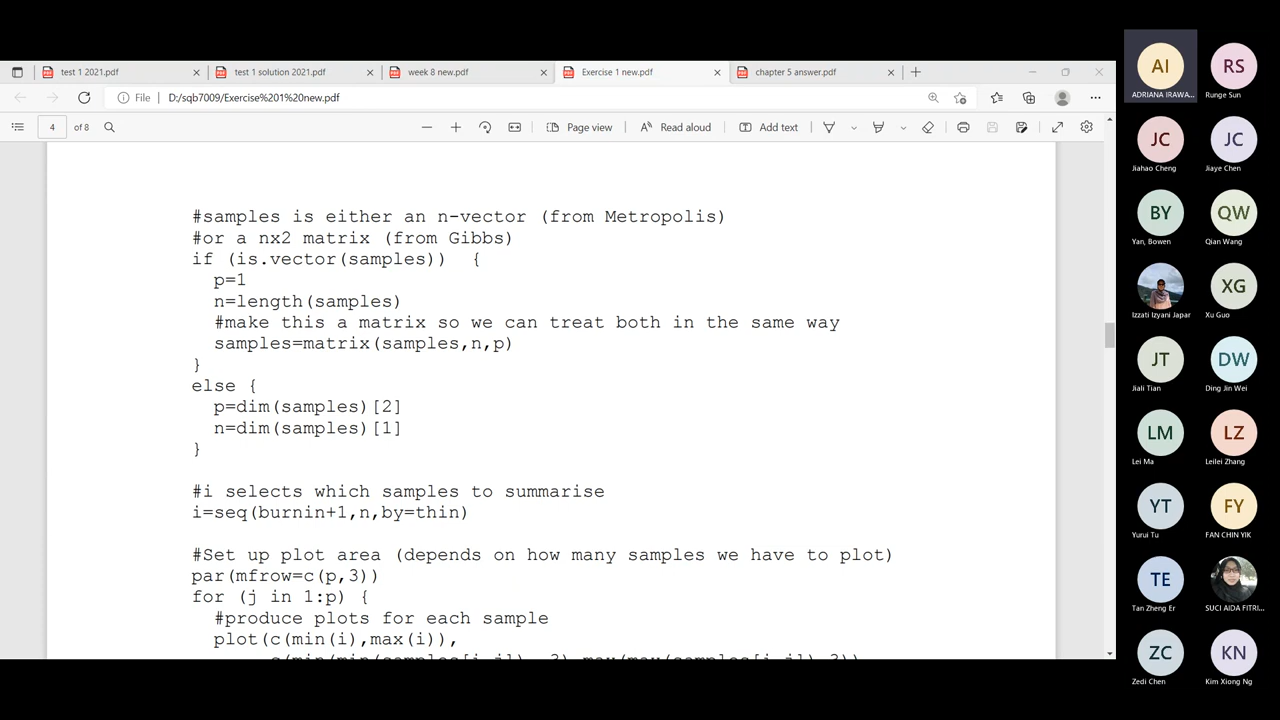 test 1 2021.pdf
test 1 solution 2021.pdf
week 8 new.pdf
Exercise 1 new.pdf
chapter 5 answer.pdf
File
D:/sqb7009/Exercise%201%20new.pdf
4 of 8
Page view
Read aloud
Add text
#samples is either an n-vector (from Metropolis)
#or a nx2 matrix (from Gibbs)
if (is.vector(samples)) {
p=1
n=length(samples)
#make this a matrix so we can treat both in the same way
samples=matrix(samples,n,p)
}
else {
p=dim(samples)[2]
n=dim(samples)[1]
}
#i selects which samples to summarise
i=seq(burnin+1,n,by=thin)
#Set up plot area (depends on how many samples we have to plot)
par(mfrow=c(p,3))
for (j in 1:p) {
#produce plots for each sample
plot(c(min(i),max(i)),
AI
ADRIANA IRAWA...
RS
Runge Sun
JC
Jiahao Cheng
JC
Jiaye Chen
BY
Yan, Bowen
QW
Qian Wang
Izzati Izyani Japar
XG
Xu Guo
JT
Jiali Tian
DW
Ding Jin Wei
LM
Lei Ma
LZ
Leilei Zhang
YT
Yurui Tu
FY
FAN CHIN YIK
TE
Tan Zheng Er
SUCI AIDA FITRI...
ZC
Zedi Chen
KN
Kim Xiong Ng